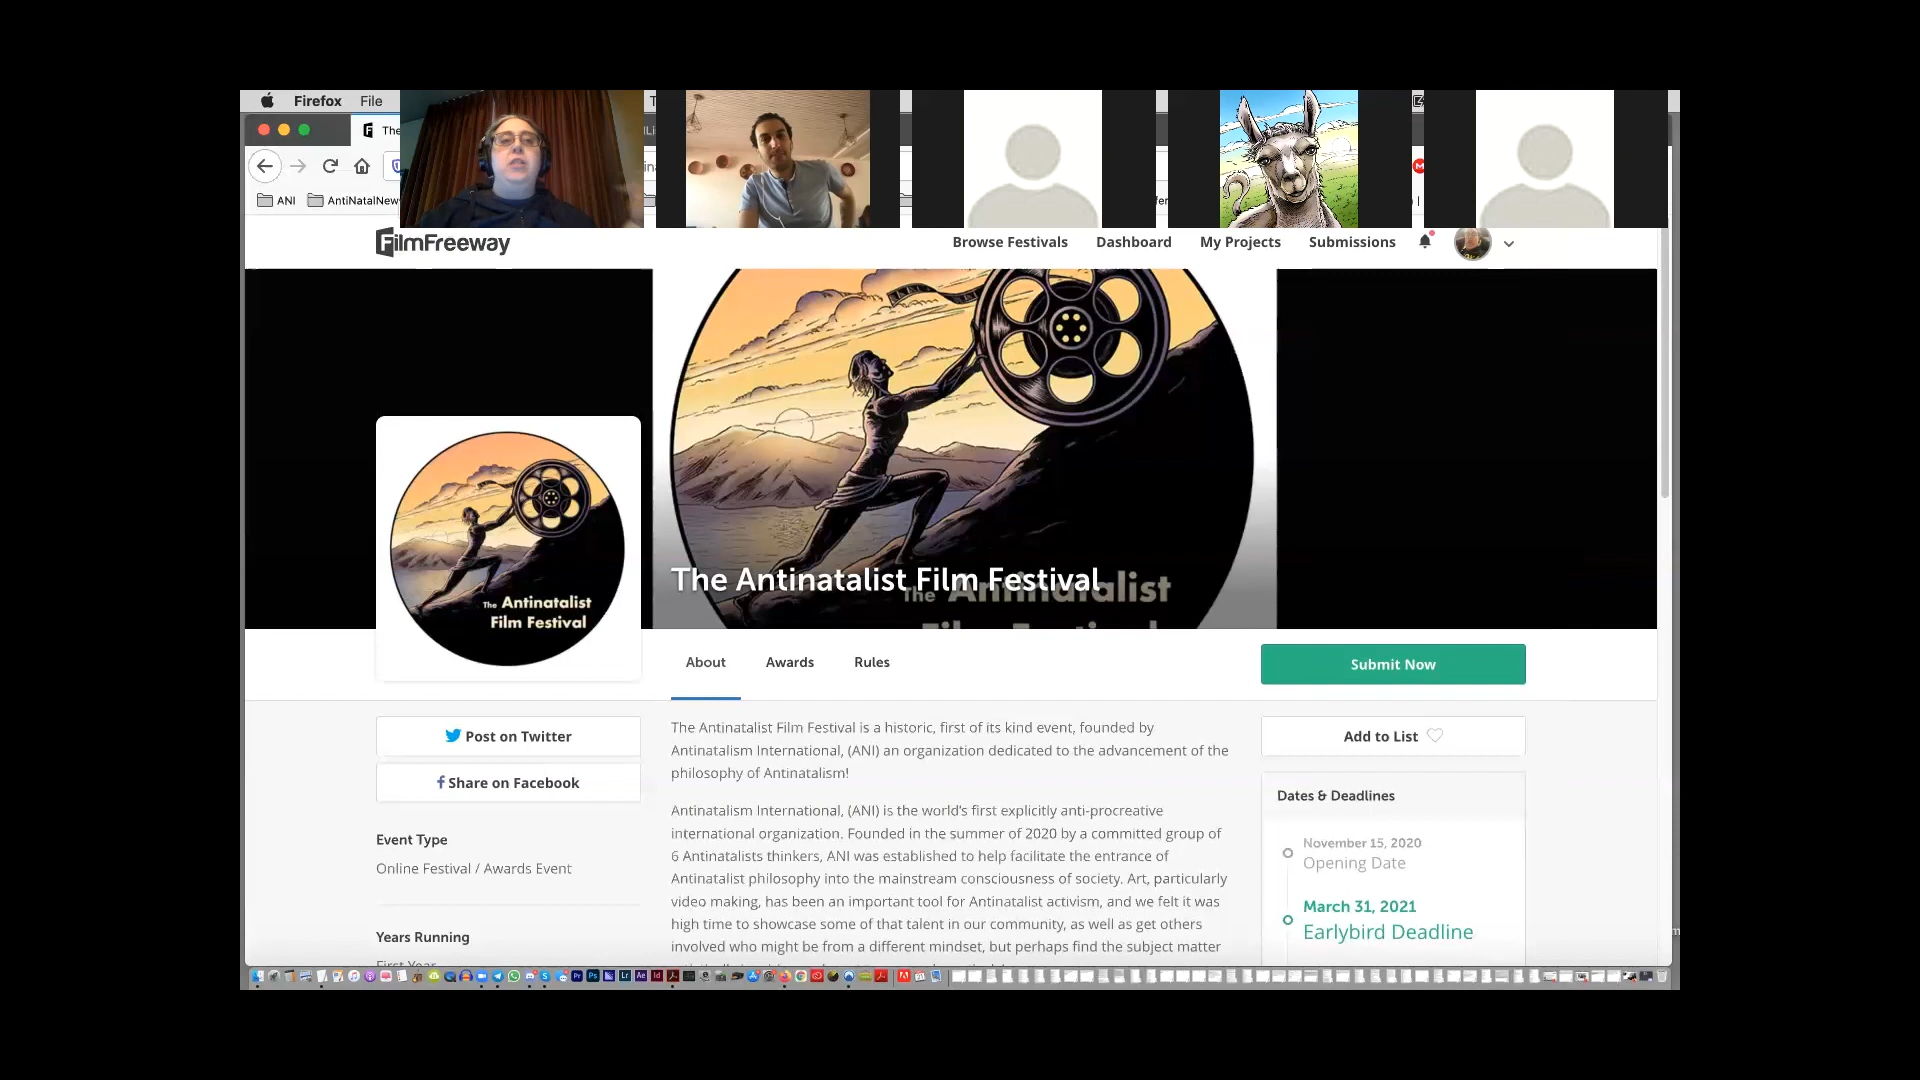 Firefox File
ANI AntiNatalNew
FilmFreeway
Browse Festivals Dashboard My Projects Submissions
The Antinatalist Film Festival
The Antinatalist
Film Festival
The Antinatalist
Film Festival
About Awards Rules
Submit Now
Post on Twitter
Share on Facebook
Event Type
Online Festival / Awards Event
Years Running
First Year
The Antinatalist Film Festival is a historic, first of its kind event, founded by
Antinatalism International, (ANI) an organization dedicated to the advancement of the
philosophy of Antinatalism!
Antinatalism International, (ANI) is the world's first explicitly anti-procreative
international organization. Founded in the summer of 2020 by a committed group of
6 Antinatalists thinkers, ANI was established to help facilitate the entrance of
Antinatalist philosophy into the mainstream consciousness of society. Art, particularly
video making, has been an important tool for Antinatalist activism, and we felt it was
high time to showcase some of that talent in our community, as well as get others
involved who might be from a different mindset, but perhaps find the subject matter
Add to List
Dates & Deadlines
November 15, 2020
Opening Date
March 31, 2021
Earlybird Deadline